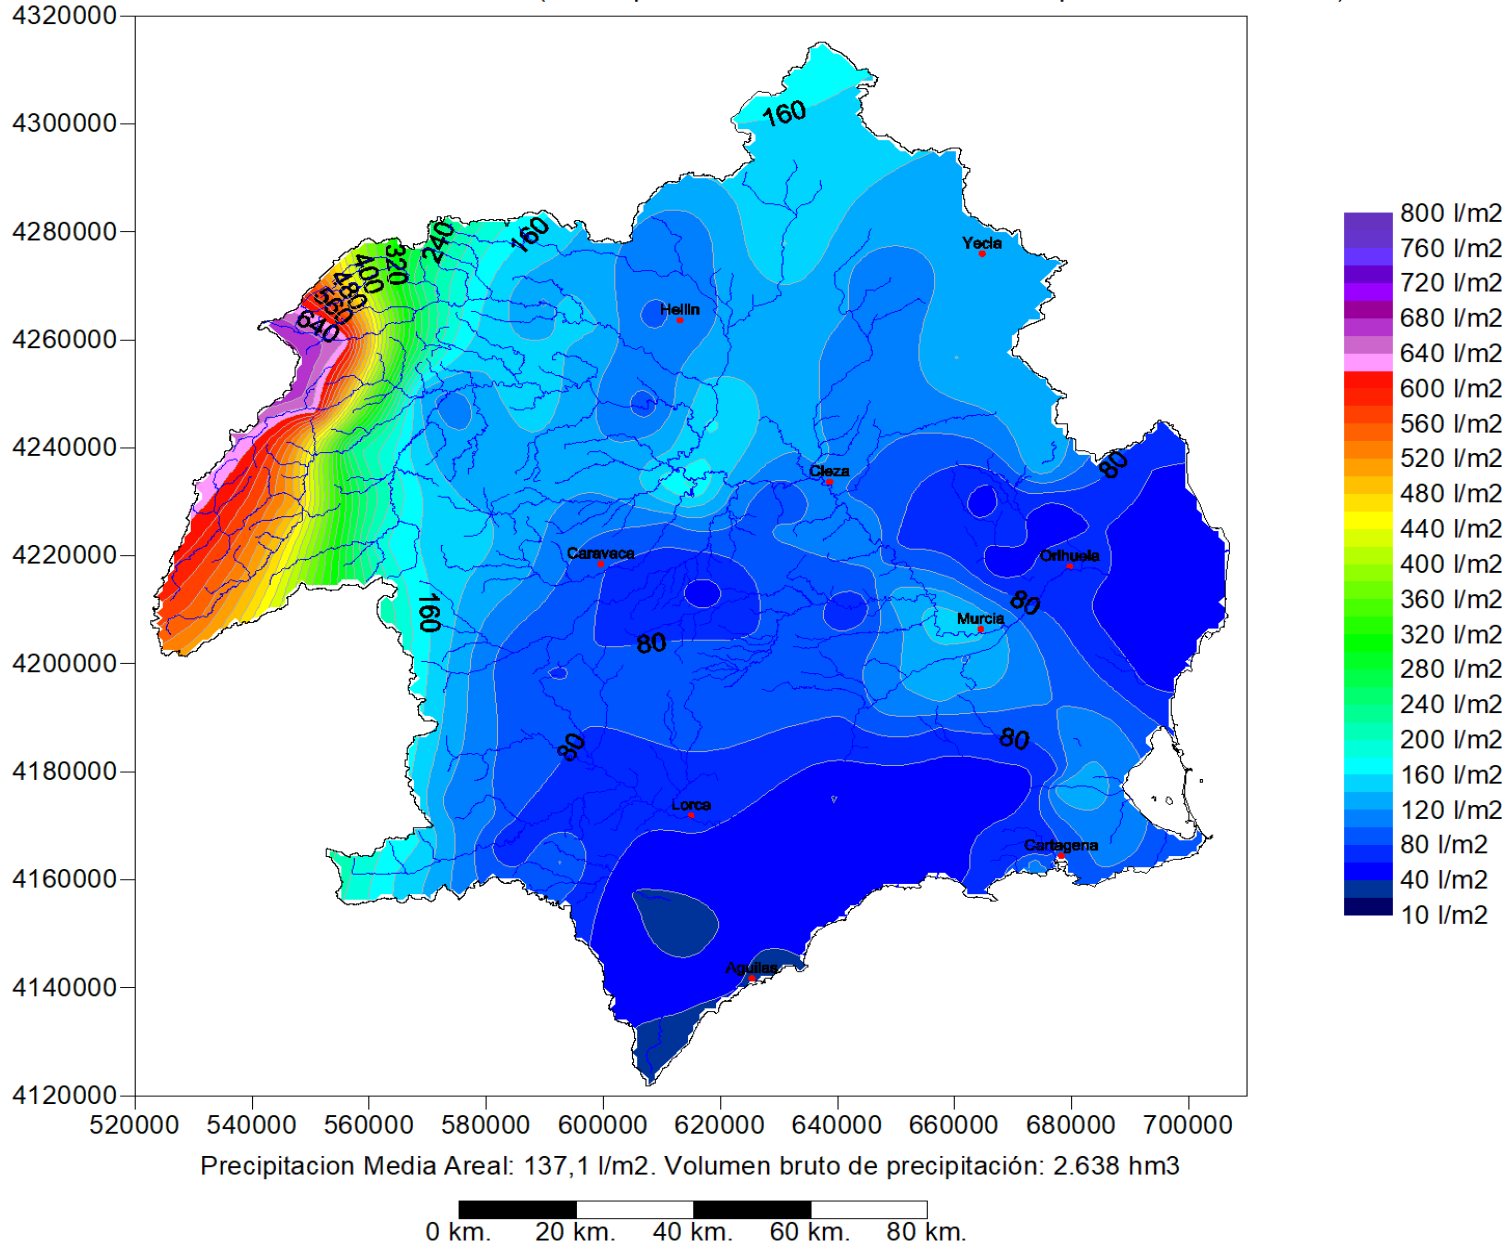 4320000
4300000
4280000
4260000
4240000
4220000
4200000
4180000
4160000
4140000
4120000
520000 540000 560000 580000 600000 620000 640000 660000 680000 700000
160
160
240
320
400
480
560
640
Yecla
Hellin
Cieza
80
Caravaca
Orihuela
80
160
Murcia
80
80
80
Lorca
Cartagena
Aguilas
800 l/m2
760 l/m2
720 l/m2
680 l/m2
640 l/m2
600 l/m2
560 l/m2
520 l/m2
480 l/m2
440 l/m2
400 l/m2
360 l/m2
320 l/m2
280 l/m2
240 l/m2
200 l/m2
160 l/m2
120 l/m2
80 l/m2
40 l/m2
10 l/m2
Precipitacion Media Areal: 137,1 l/m2. Volumen bruto de precipitación: 2.638 hm3
0 km. 20 km. 40 km. 60 km. 80 km.